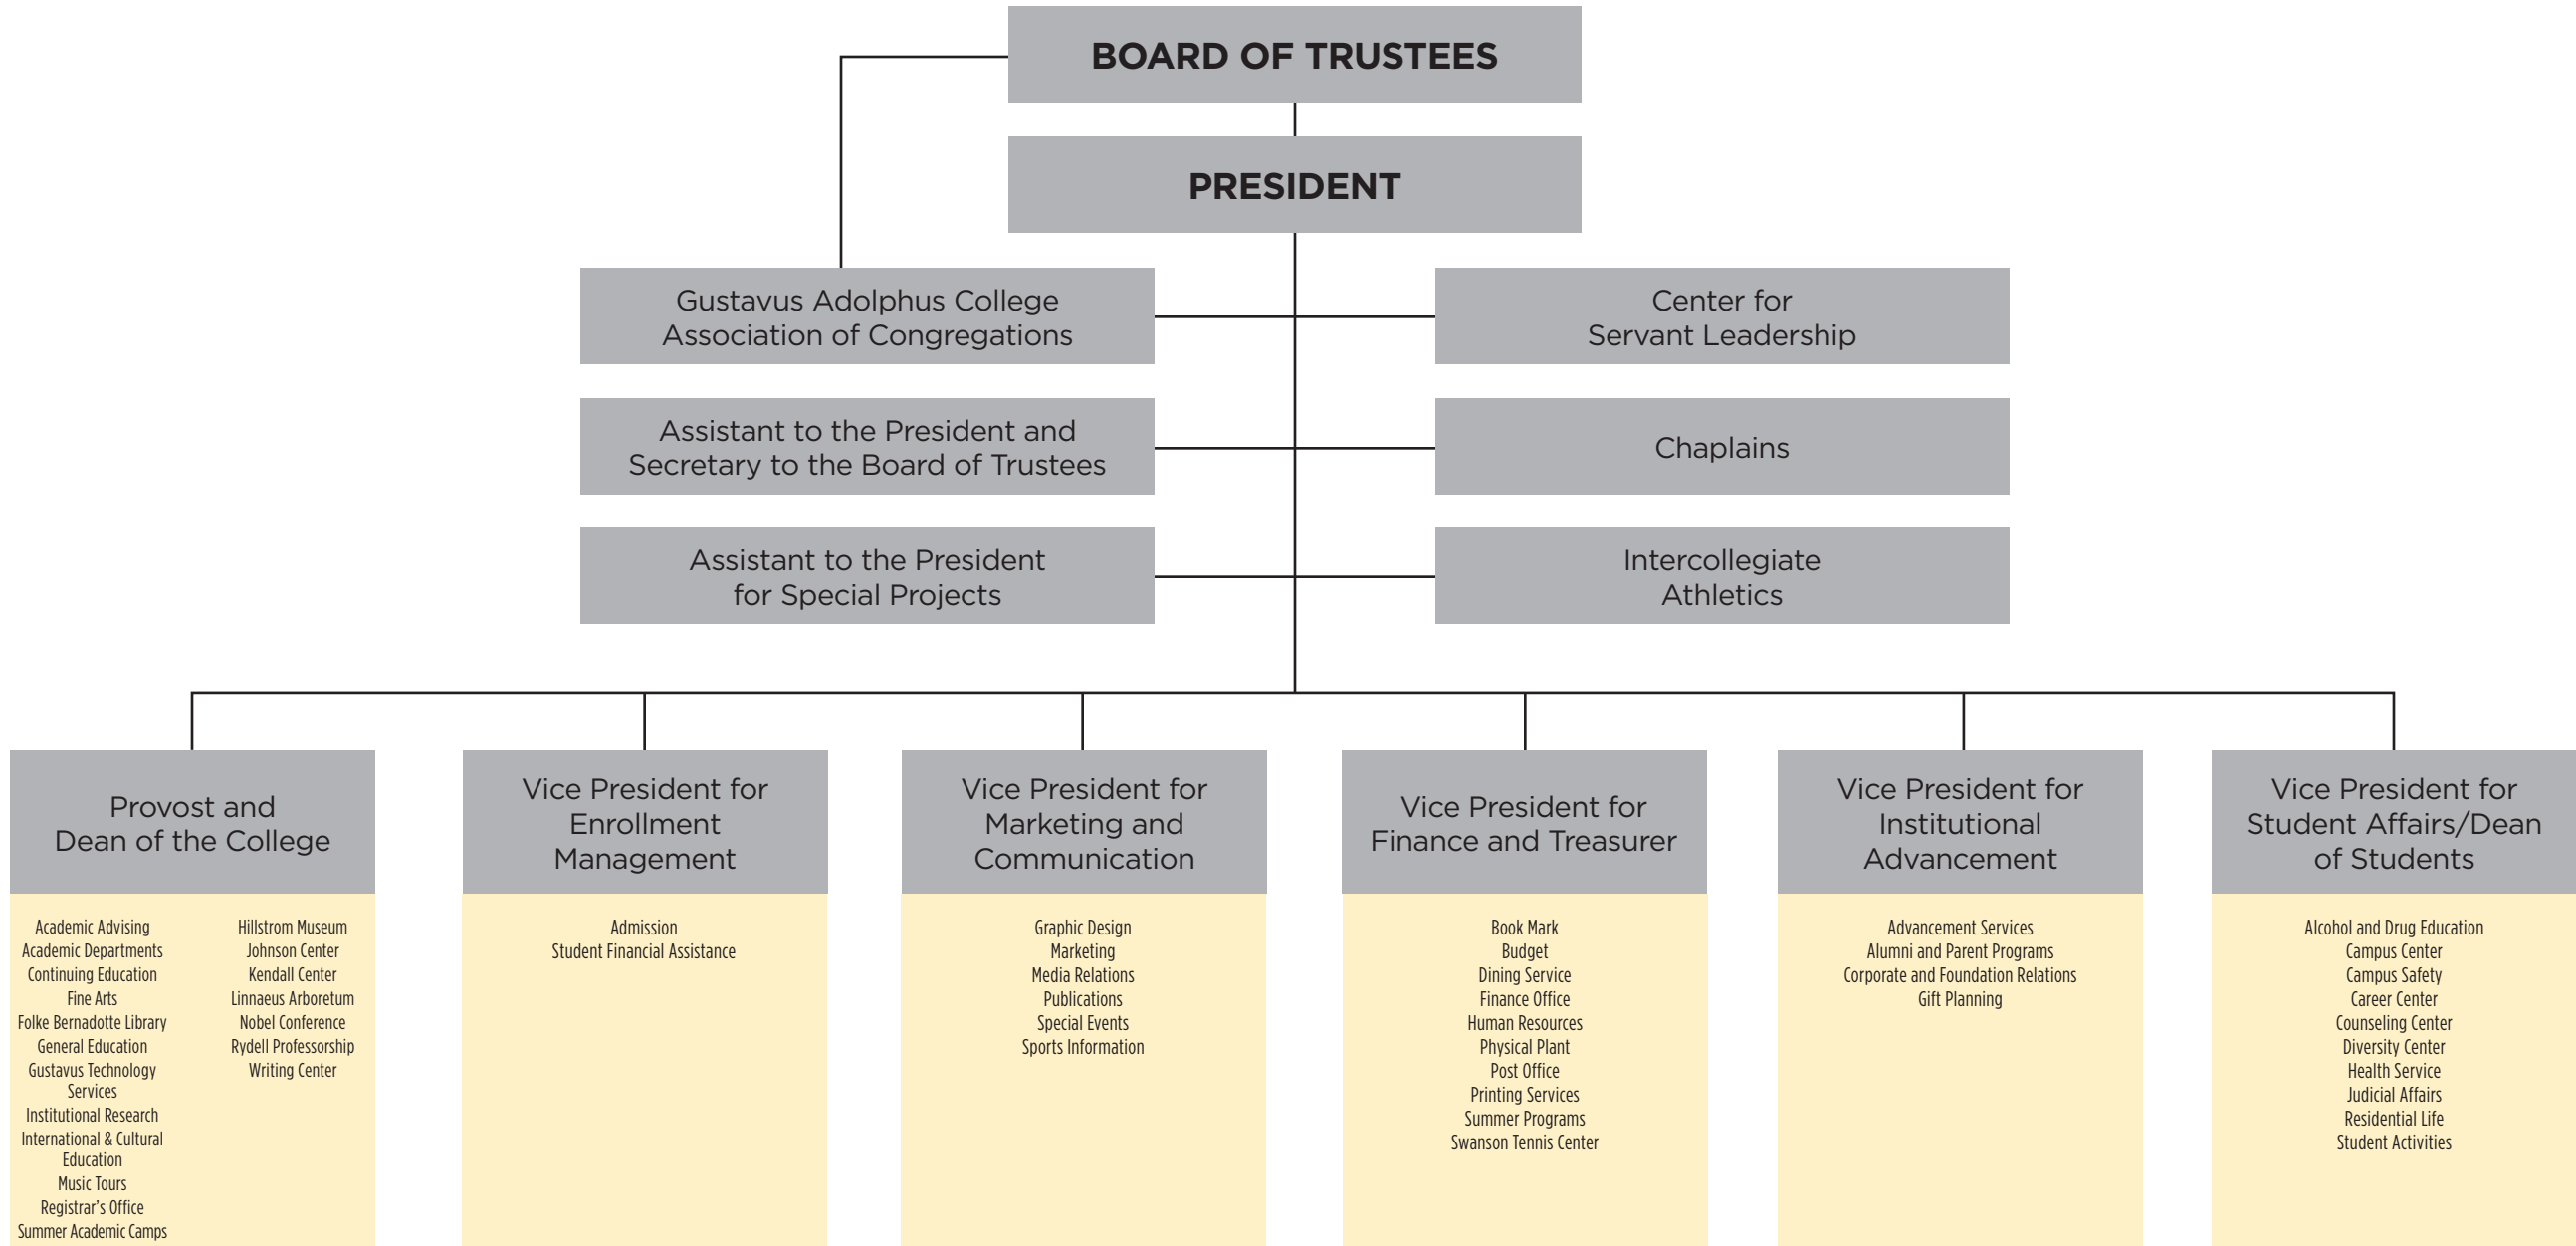 BOARD OF TRUSTEES
PRESIDENT
Gustavus Adolphus College
Association of Congregations
Center for
Servant Leadership
Assistant to the President and
Secretary to the Board of Trustees
Chaplains
Assistant to the President
for Special Projects
Intercollegiate
Athletics
Provost and
Dean of the College
Academic Advising
Academic Departments
Continuing Education
Fine Arts
Folke Bernadotte Library
General Education
Gustavus Technology
Services
Institutional Research
International & Cultural
Education
Music Tours
Registrar’s Office
Summer Academic Camps
Hillstrom Museum
Johnson Center
Kendall Center
Linnaeus Arboretum
Nobel Conference
Rydell Professorship
Writing Center
Vice President for
Enrollment
Management
Admission
Student Financial Assistance
Vice President for
Marketing and
Communication
Graphic Design
Marketing
Media Relations
Publications
Special Events
Sports Information
Vice President for
Finance and Treasurer
Book Mark
Budget
Dining Service
Finance Office
Human Resources
Physical Plant
Post Office
Printing Services
Summer Programs
Swanson Tennis Center
Vice President for
Institutional
Advancement
Advancement Services
Alumni and Parent Programs
Corporate and Foundation Relations
Gift Planning
Vice President for
Student Affairs/Dean
of Students
Alcohol and Drug Education
Campus Center
Campus Safety
Career Center
Counseling Center
Diversity Center
Health Service
Judicial Affairs
Residential Life
Student Activities